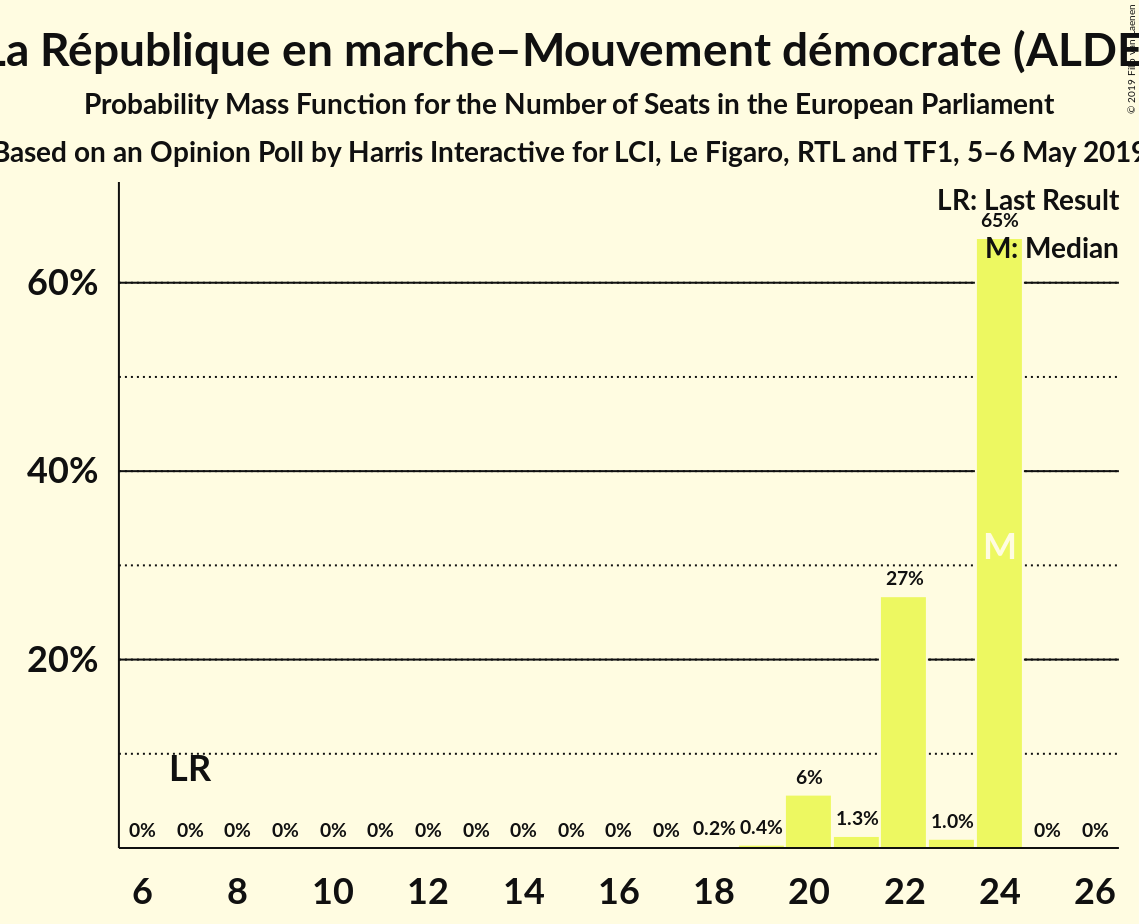 La République en marche–Mouvement démocrate (ALDE
Probability Mass Function for the Number of Seats in the European Parliament
Based on an Opinion Poll by Harris Interactive for LCI, Le Figaro, RTL and TF1, 5–6 May 2019
© 2019 Filip van Laenen
LR: Last Result
M: Median
60%
40%
20%
LR
M
0% 0% 0% 0% 0% 0% 0% 0% 0% 0% 0% 0% 0.2% 0.4% 6% 1.3% 27% 1.0% 65% 0% 0%
6 8 10 12 14 16 18 20 22 24 26